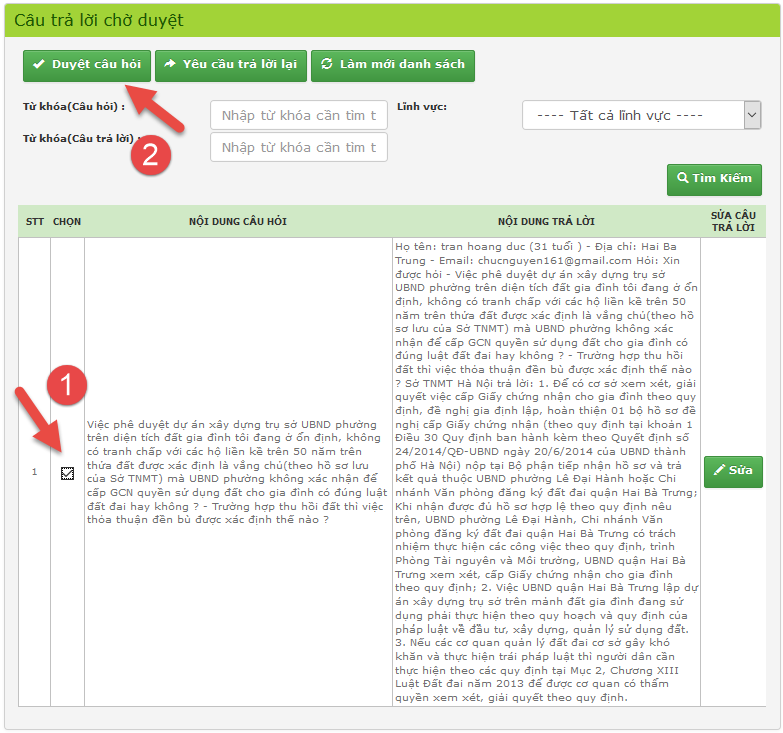 Câu trả lời chờ duyệt
Duyệt câu hỏi
Yêu cầu trả lời lại
Làm mới danh sách
Từ khóa(Câu hỏi) :
Nhập từ khóa cần tìm t
Lĩnh vực:
---- Tất cả lĩnh vực ----
Từ khóa(Câu trả lời) :
Nhập từ khóa cần tìm t
2
Tìm Kiếm
STT
CHỌN
NỘI DUNG CÂU HỎI
NỘI DUNG TRẢ LỜI
SỬA CÂU
TRẢ LỜI
1
1
Việc phê duyệt dự án xây dựng trụ sở UBND phường
trên diện tích đất gia đình tôi đang ở ổn định, không
có tranh chấp với các hộ liền kề trên 50 năm trên
thửa đất được xác định là vắng chủ(theo hồ sơ lưu
của Sở TNMT) mà UBND phường không xác nhận để
cấp GCN quyền sử dụng đất cho gia đình có đúng luật
đất đai hay không ? - Trường hợp thu hồi đất thì việc
thỏa thuận đền bù được xác định thế nào ?
Họ tên: tran hoang duc (31 tuổi ) - Địa chỉ: Hai Ba
Trung - Email: chucnguyen161@gmail.com Hỏi: Xin
được hỏi - Việc phê duyệt dự án xây dựng trụ sở
UBND phường trên diện tích đất gia đình tôi đang ở ổn
định, không có tranh chấp với các hộ liền kề trên 50
năm trên thửa đất được xác định là vắng chủ(theo hồ
sơ lưu của Sở TNMT) mà UBND phường không xác
nhận để cấp GCN quyền sử dụng đất cho gia đình có
đúng luật đất đai hay không ? - Trường hợp thu hồi
đất thì việc thỏa thuận đền bù được xác định thế nào
? Sở TNMT Hà Nội trả lời: 1. Để có cơ sở xem xét, giải
quyết việc cấp Giấy chứng nhận cho gia đình theo quy
định, đề nghị gia định lập, hoàn thiện 01 bộ hồ sơ đề
nghị cấp Giấy chứng nhận (theo quy định tại khoản 1
Điều 30 Quy định ban hành kèm theo Quyết định số
24/2014/QĐ-UBND ngày 20/6/2014 của UBND thành
phố Hà Nội) nộp tại Bộ phận tiếp nhận hồ sơ và trả
kết quả thuộc UBND phường Lê Đại Hành hoặc Chi
nhánh Văn phòng đăng ký đất đai quận Hai Bà Trưng;
Khi nhận được đủ hồ sơ hợp lệ theo quy định nêu
trên, UBND phường Lê Đại Hành, Chi nhánh Văn
phòng đăng ký đất đai quận Hai Bà Trưng có trách
nhiệm thực hiện các công việc theo quy định, trình
Phòng Tài nguyên và Môi trường, UBND quận Hai Bà
Trưng xem xét, cấp Giấy chứng nhận cho gia đình
theo quy định; 2. Việc UBND quận Hai Bà Trưng lập dự
án xây dựng trụ sở trên mảnh đất gia đình đang sử
dụng phải thực hiện theo quy hoạch và quy định của
pháp luật về đầu tư, xây dựng, quản lý sử dụng đất.
3. Nếu các cơ quan quản lý đất đai cơ sở gây khó
khăn và thực hiện trái pháp luật thì người dân cần
thực hiện theo các quy định tại Mục 2, Chương XIII
Luật Đất đai năm 2013 để được cơ quan có thẩm
quyền xem xét, giải quyết theo quy định.
Sửa